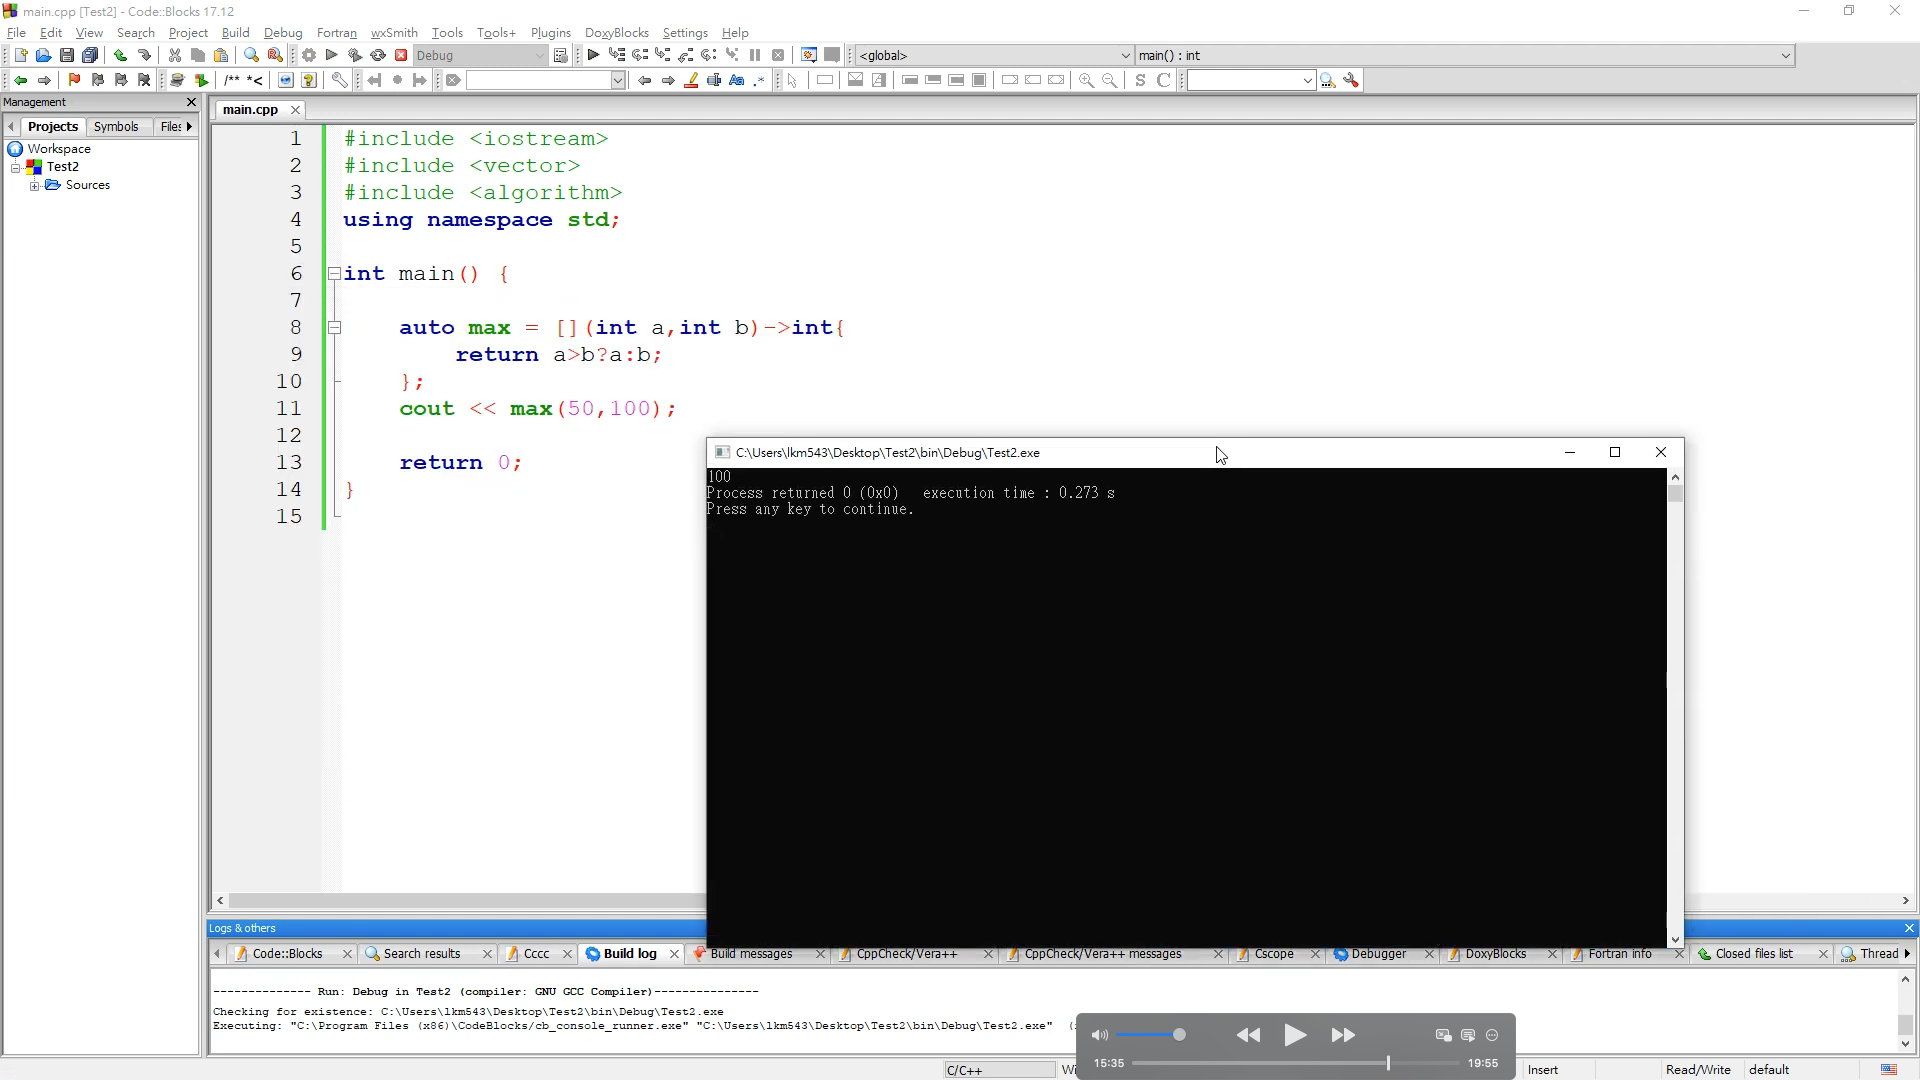 main.cpp [Test2] - Code::Blocks 17.12
File Edit View Search Project Build Debug Fortran wxSmith Tools Tools+ Plugins DoxyBlocks Settings Help
Debug <global> main() : int
/** *< Aa .* S C
Management
main.cpp
Projects Symbols Files
Workspace
Test2
Sources
1 #include <iostream>
2 #include <vector>
3 #include <algorithm>
4 using namespace std;
5
6 int main() {
7
8 auto max = [](int a,int b)->int{
9 return a>b?a:b;
10 };
11 cout << max(50,100);
12
13 return 0;
14 }
15
C:\Users\lkm543\Desktop\Test2\bin\Debug\Test2.exe
100
Process returned 0 (0x0) execution time : 0.273 s
Press any key to continue.
Logs & others
Code::Blocks Search results Cccc Build log Build messages CppCheck/Vera++ CppCheck/Vera++ messages Cscope Debugger DoxyBlocks Fortran info Closed files list Thread
-------------- Run: Debug in Test2 (compiler: GNU GCC Compiler)---------------
Checking for existence: C:\Users\lkm543\Desktop\Test2\bin\Debug\Test2.exe
Executing: "C:\Program Files (x86)\CodeBlocks/cb_console_runner.exe" "C:\Users\lkm543\Desktop\Test2\bin\Debug\Test2.exe"
15:35 19:55
C/C++ Insert Read/Write default